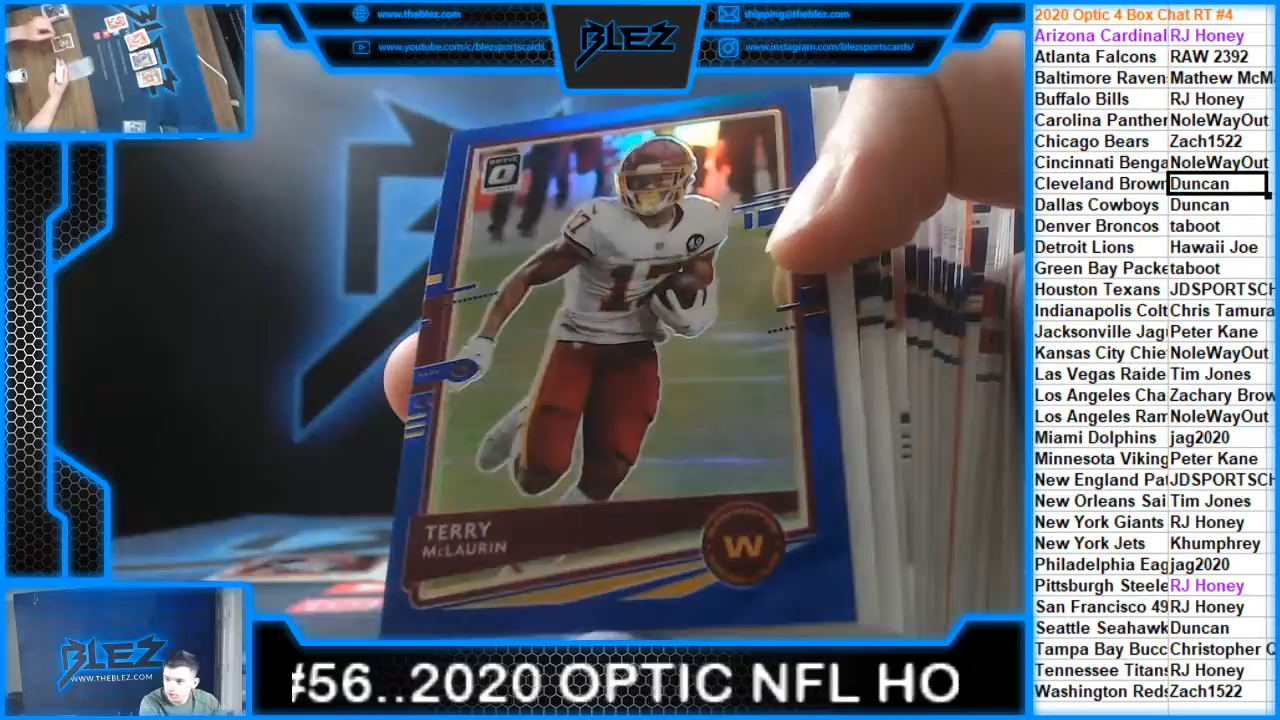 www.theblez.com
www.youtube.com/c/blezsportscards
BLEZ
shipping@theblez.com
www.instagram.com/blezsportscards/
OPTIC
17
TERRY
McLAURIN
W
BLEZ
WWW.THEBLEZ.COM
#56..2020 OPTIC NFL HO
2020 Optic 4 Box Chat RT #4
Arizona Cardinal RJ Honey
Atlanta Falcons RAW 2392
Baltimore Raven Mathew McM
Buffalo Bills RJ Honey
Carolina Panther NoleWayOut
Chicago Bears Zach1522
Cincinnati Benga NoleWayOut
Cleveland Brown Duncan
Dallas Cowboys Duncan
Denver Broncos taboot
Detroit Lions Hawaii Joe
Green Bay Packe taboot
Houston Texans JDSPORTSCH
Indianapolis Colt Chris Tamura
Jacksonville Jag Peter Kane
Kansas City Chie NoleWayOut
Las Vegas Raide Tim Jones
Los Angeles Cha Zachary Brow
Los Angeles Ram NoleWayOut
Miami Dolphins jag2020
Minnesota Viking Peter Kane
New England Pat JDSPORTSCH
New Orleans Sai Tim Jones
New York Giants RJ Honey
New York Jets Khumphrey
Philadelphia Eag jag2020
Pittsburgh Steele RJ Honey
San Francisco 49 RJ Honey
Seattle Seahawk Duncan
Tampa Bay Bucc Christopher Q
Tennessee Titans RJ Honey
Washington Reds Zach1522